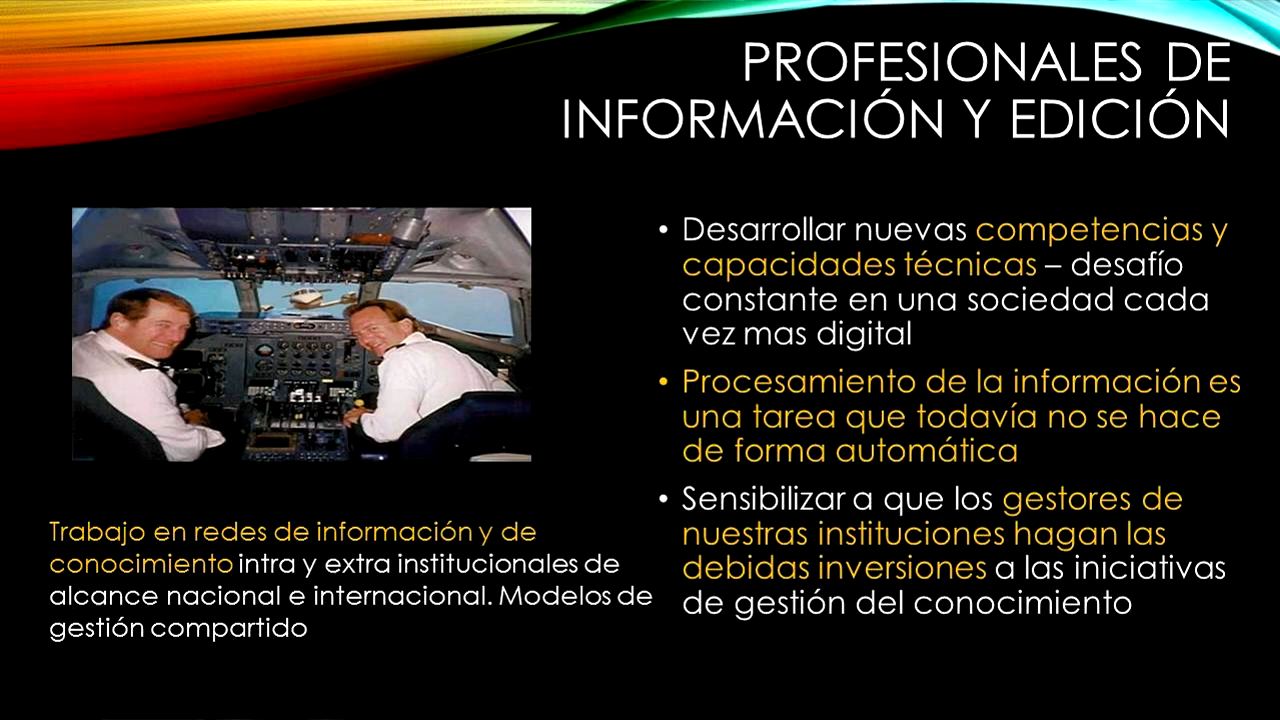 PROFESIONALES DE
INFORMACIÓN Y EDICIÓN
• Desarrollar nuevas competencias y
capacidades técnicas – desafío
constante en una sociedad cada
vez mas digital
• Procesamiento de la información es
una tarea que todavía no se hace
de forma automática
• Sensibilizar a que los gestores de
nuestras instituciones hagan las
debidas inversiones a las iniciativas
de gestión del conocimiento
Trabajo en redes de información y de
conocimiento intra y extra institucionales de
alcance nacional e internacional. Modelos de
gestión compartido